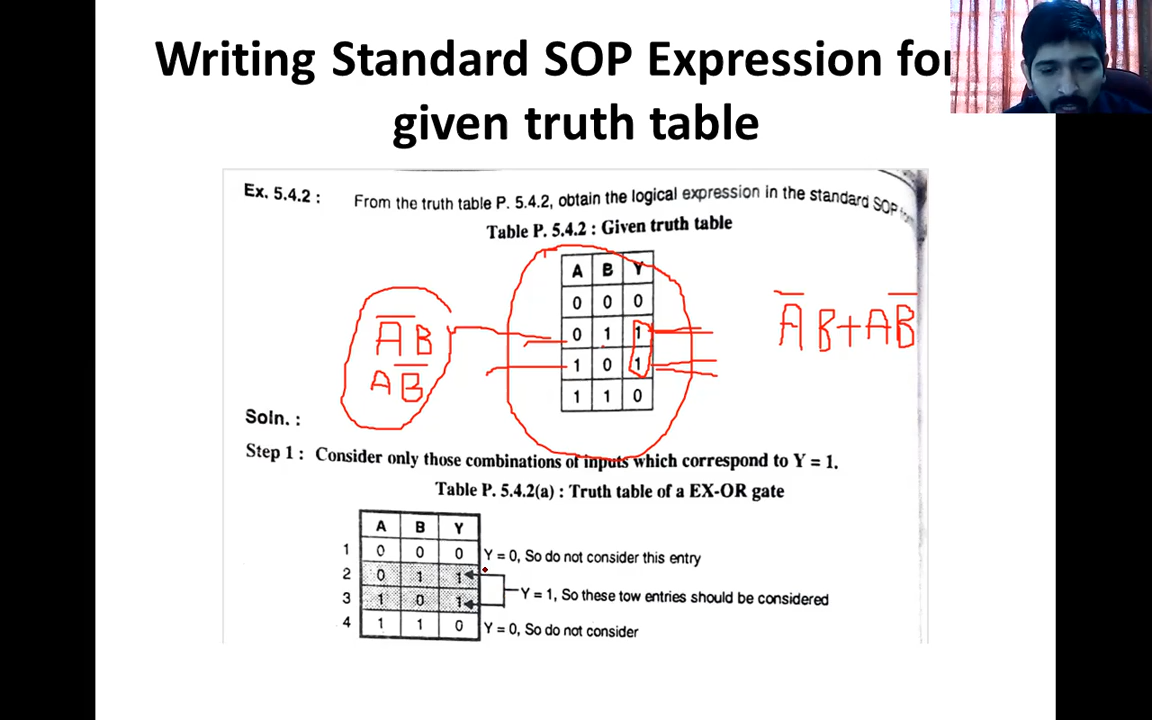 Writing Standard SOP Expression for
given truth table
Ex. 5.4.2 : From the truth table P. 5.4.2, obtain the logical expression in the standard SOP
Table P. 5.4.2 : Given truth table
A B Y
0 0 0
0 1 1
1 0 1
1 1 0
A̅B
AB̅
A̅B+AB̅
Soln. :
Step 1 : Consider only those combinations of inputs which correspond to Y = 1.
Table P. 5.4.2(a) : Truth table of a EX-OR gate
A B Y
1 0 0 0 Y = 0, So do not consider this entry
2 0 1 1
Y = 1, So these tow entries should be considered
3 1 0 1
4 1 1 0 Y = 0, So do not consider